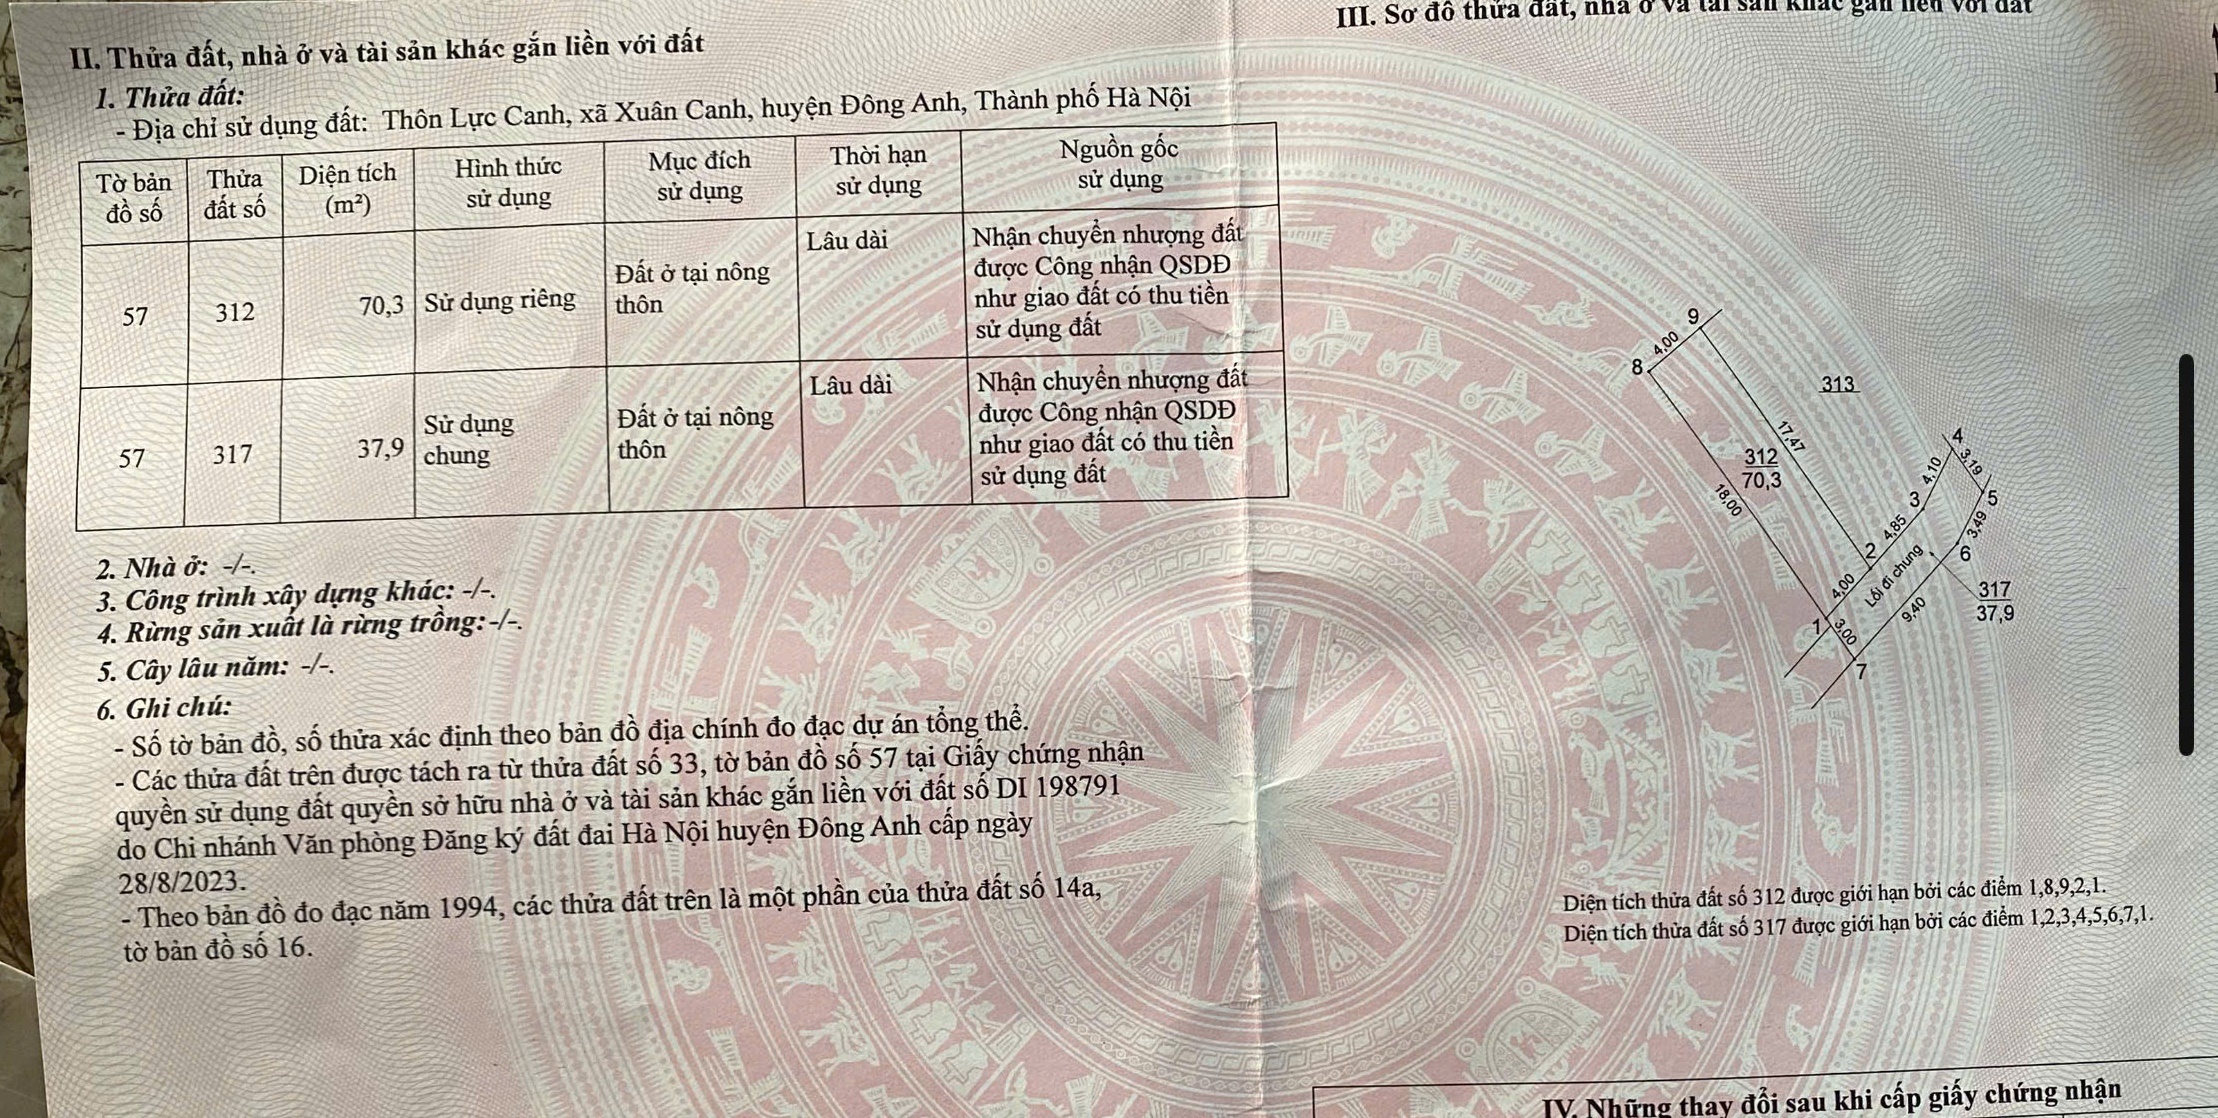 II. Thửa đất, nhà ở và tài sản khác gắn liền với đất
1. Thửa đất:
- Địa chỉ sử dụng đất: Thôn Lực Canh, xã Xuân Canh, huyện Đông Anh, Thành phố Hà Nội
Tờ bản đồ số | Thửa đất số | Diện tích (m²) | Hình thức sử dụng | Mục đích sử dụng | Thời hạn sử dụng | Nguồn gốc sử dụng
57 | 312 | 70,3 | Sử dụng riêng | Đất ở tại nông thôn | Lâu dài | Nhận chuyển nhượng đất được Công nhận QSDĐ như giao đất có thu tiền sử dụng đất
57 | 317 | 37,9 | Sử dụng chung | Đất ở tại nông thôn | Lâu dài | Nhận chuyển nhượng đất được Công nhận QSDĐ như giao đất có thu tiền sử dụng đất
2. Nhà ở: -/-.
3. Công trình xây dựng khác: -/-.
4. Rừng sản xuất là rừng trồng:-/-.
5. Cây lâu năm: -/-.
6. Ghi chú:
- Số tờ bản đồ, số thửa xác định theo bản đồ địa chính đo đạc dự án tổng thể.
- Các thửa đất trên được tách ra từ thửa đất số 33, tờ bản đồ số 57 tại Giấy chứng nhận
quyền sử dụng đất quyền sở hữu nhà ở và tài sản khác gắn liền với đất số DI 198791
do Chi nhánh Văn phòng Đăng ký đất đai Hà Nội huyện Đông Anh cấp ngày
28/8/2023.
- Theo bản đồ đo đạc năm 1994, các thửa đất trên là một phần của thửa đất số 14a,
tờ bản đồ số 16.
III. Sơ đồ thửa đất, nhà ở và tài sản khác gắn liền với đất
9
4,00
8
313
17,47
4
3,19
312
70,3
4,10
18,00
3
5
4,85
3,49
2
6
Lối đi chung
4,00
317
37,9
9,40
1
3,00
7
Diện tích thửa đất số 312 được giới hạn bởi các điểm 1,8,9,2,1.
Diện tích thửa đất số 317 được giới hạn bởi các điểm 1,2,3,4,5,6,7,1.
IV. Những thay đổi sau khi cấp giấy chứng nhận